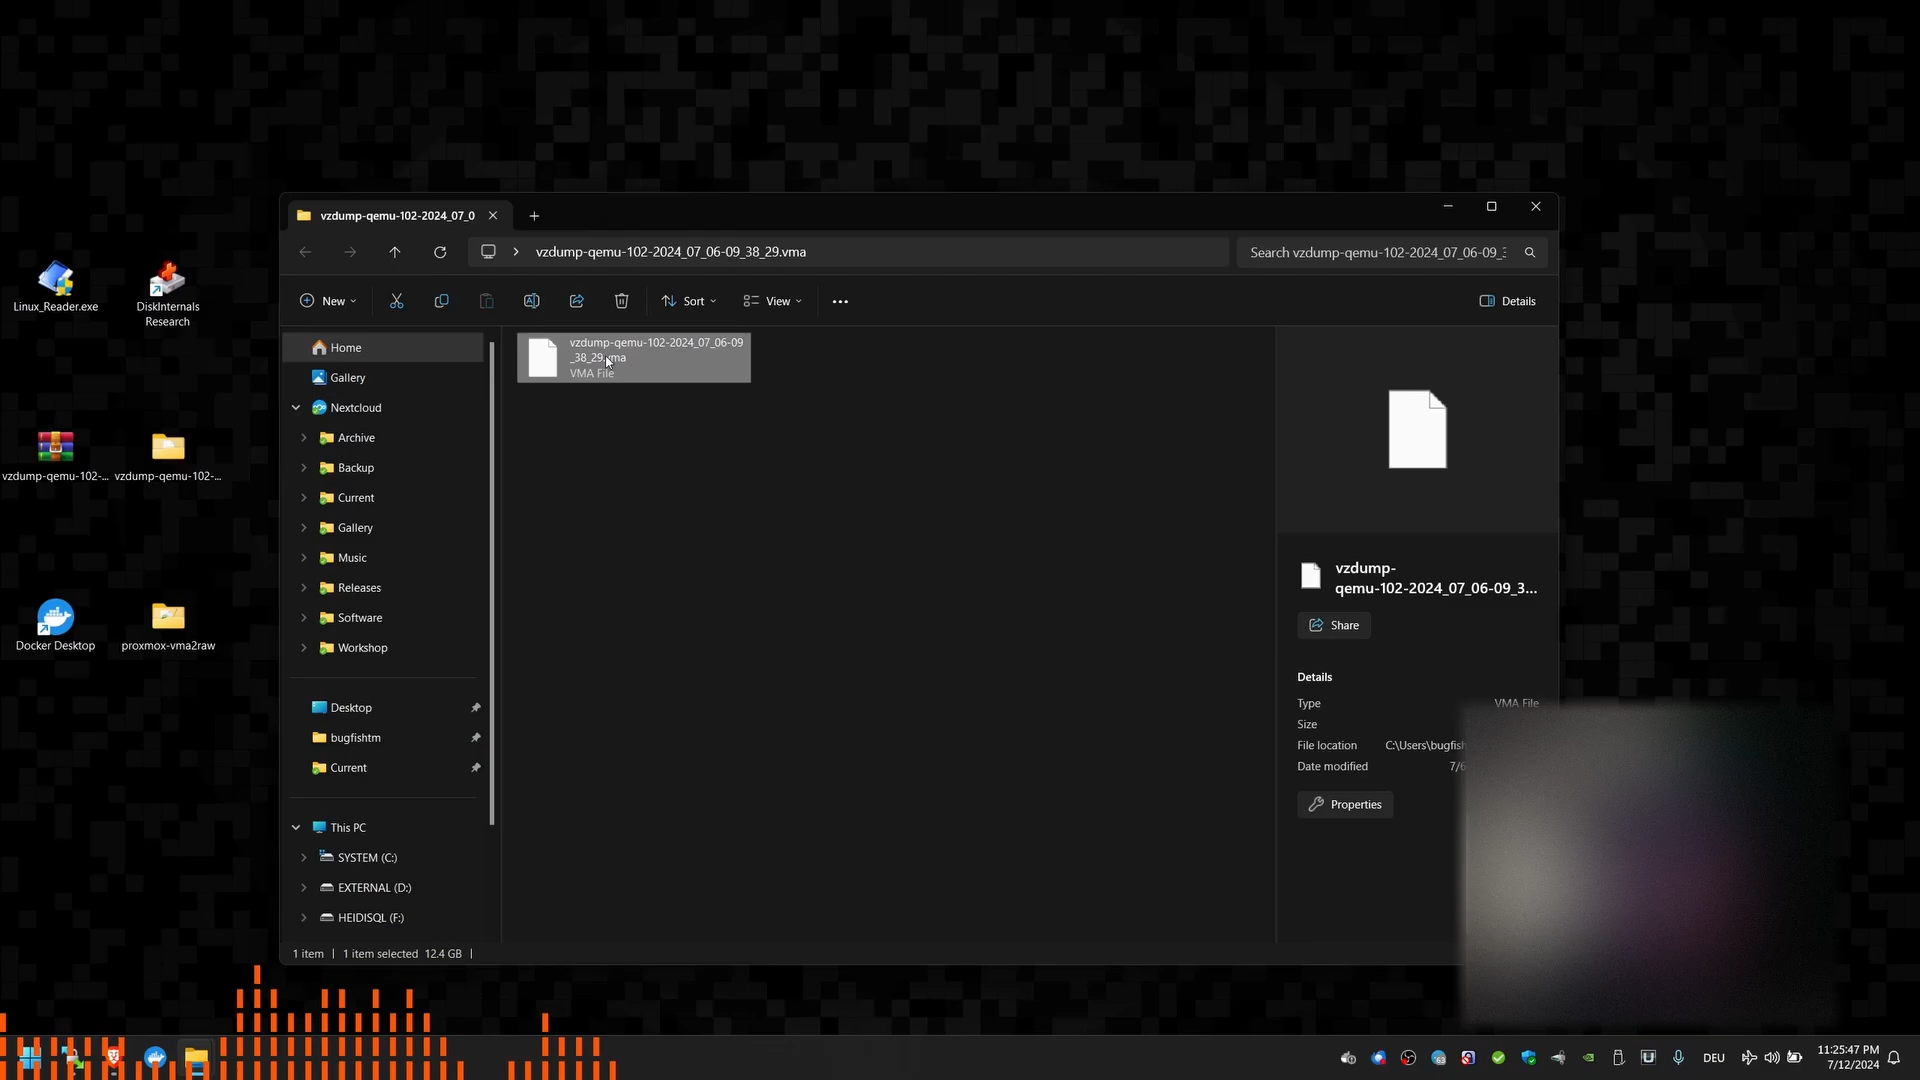 Linux_Reader.exe
DiskInternals
Research
vzdump-qemu-102-...
vzdump-qemu-102-...
Docker Desktop
proxmox-vma2raw
vzdump-qemu-102-2024_07_0
vzdump-qemu-102-2024_07_06-09_38_29.vma
Search vzdump-qemu-102-2024_07_06-09_3
New
Sort
View
Details
Home
Gallery
Nextcloud
Archive
Backup
Current
Gallery
Music
Releases
Software
Workshop
Desktop
bugfishtm
Current
This PC
SYSTEM (C:)
EXTERNAL (D:)
HEIDISQL (F:)
vzdump-qemu-102-2024_07_06-09
_38_29.vma
VMA File
vzdump-
qemu-102-2024_07_06-09_3...
Share
Details
Type VMA File
Size
File location C:\Users\bugfish
Date modified 7/6
Properties
1 item 1 item selected 12.4 GB
DEU
11:25:47 PM
7/12/2024